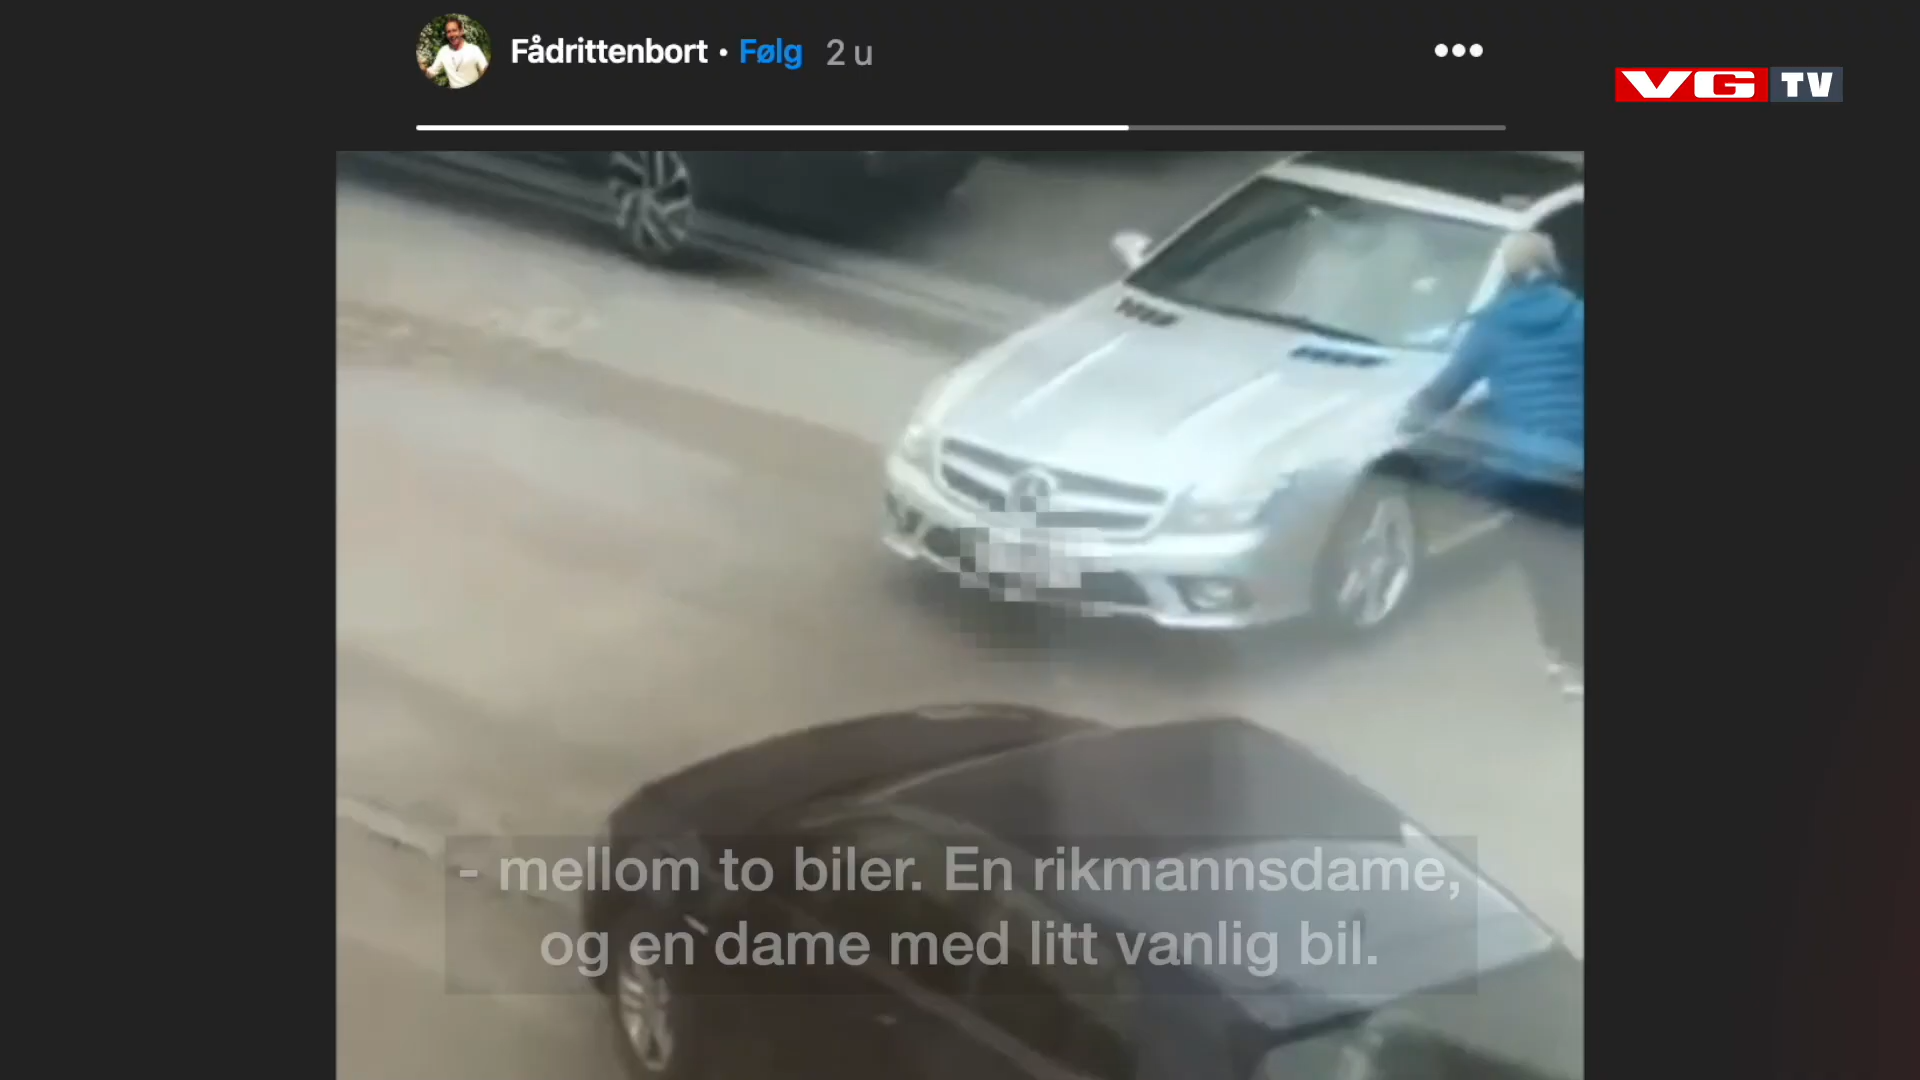 Fådrittenbort • Følg 2 u
VG TV
- mellom to biler. En rikmannsdame,
og en dame med litt vanlig bil.